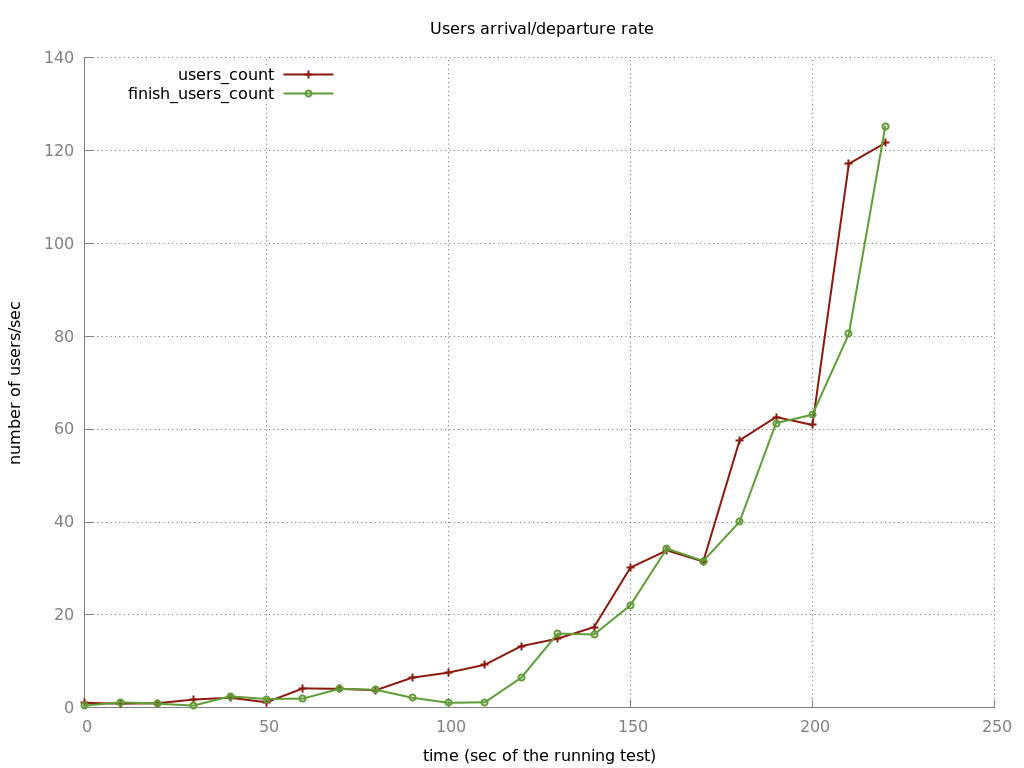 Users arrival/departure rate
140
users_count
finish_users_count
120
100
80
60
40
20
0
0 50 100 150 200 250
number of users/sec
time (sec of the running test)